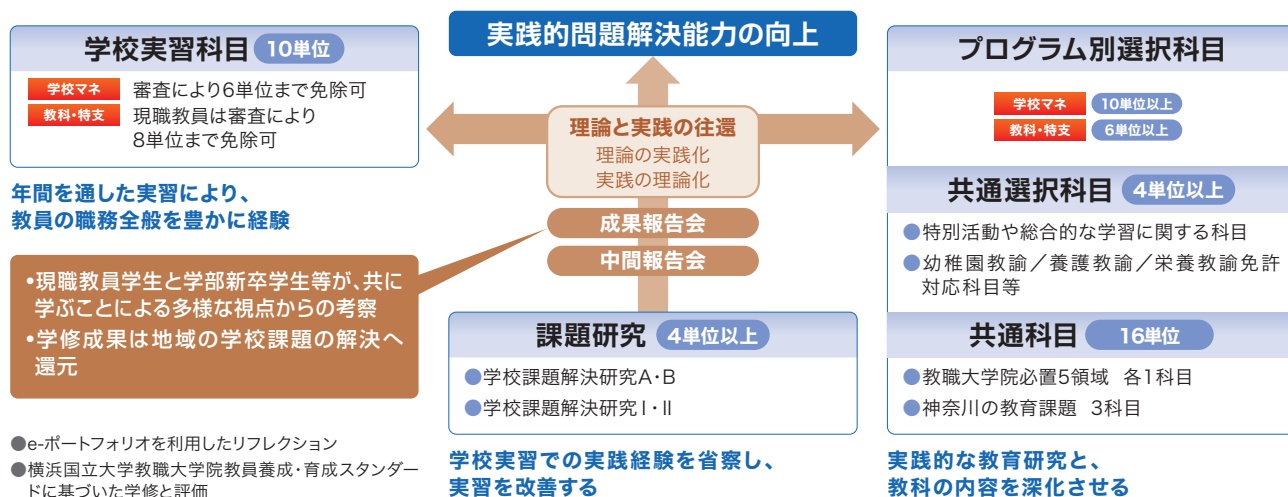 学校実習科目 10単位
学校マネ 審査により6単位まで免除可
教科・特支 現職教員は審査により
8単位まで免除可
年間を通した実習により、
教員の職務全般を豊かに経験
•現職教員学生と学部新卒学生等が、共に
学ぶことによる多様な視点からの考察
•学修成果は地域の学校課題の解決へ
還元
●e-ポートフォリオを利用したリフレクション
●横浜国立大学教職大学院教員養成・育成スタンダー
ドに基づいた学修と評価
実践的問題解決能力の向上
理論と実践の往還
理論の実践化
実践の理論化
成果報告会
中間報告会
課題研究 4単位以上
●学校課題解決研究A・B
●学校課題解決研究Ⅰ・Ⅱ
学校実習での実践経験を省察し、
実習を改善する
プログラム別選択科目
学校マネ 10単位以上
教科・特支 6単位以上
共通選択科目 4単位以上
●特別活動や総合的な学習に関する科目
●幼稚園教諭／養護教諭／栄養教諭免許
対応科目等
共通科目 16単位
●教職大学院必置5領域 各1科目
●神奈川の教育課題 3科目
実践的な教育研究と、
教科の内容を深化させる